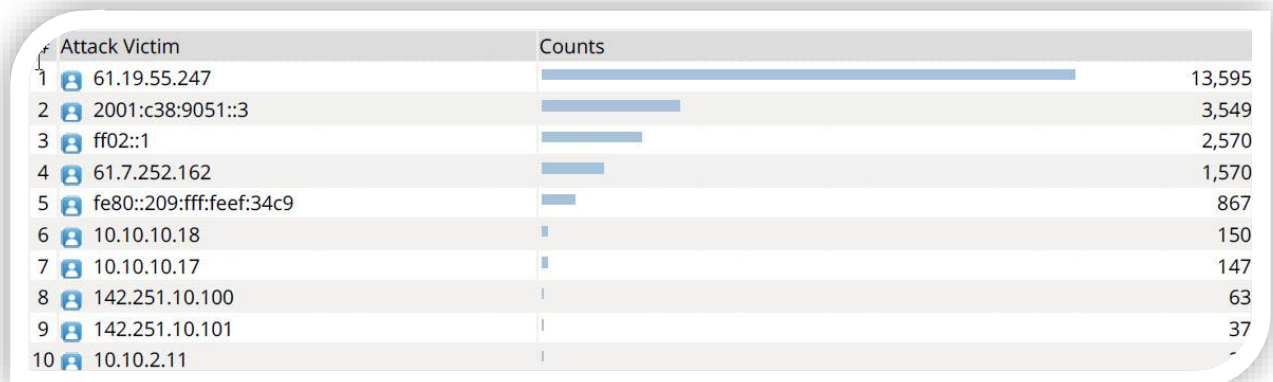 # Attack Victim Counts
1 61.19.55.247 13,595
2 2001:c38:9051::3 3,549
3 ff02::1 2,570
4 61.7.252.162 1,570
5 fe80::209:fff:feef:34c9 867
6 10.10.10.18 150
7 10.10.10.17 147
8 142.251.10.100 63
9 142.251.10.101 37
10 10.10.2.11